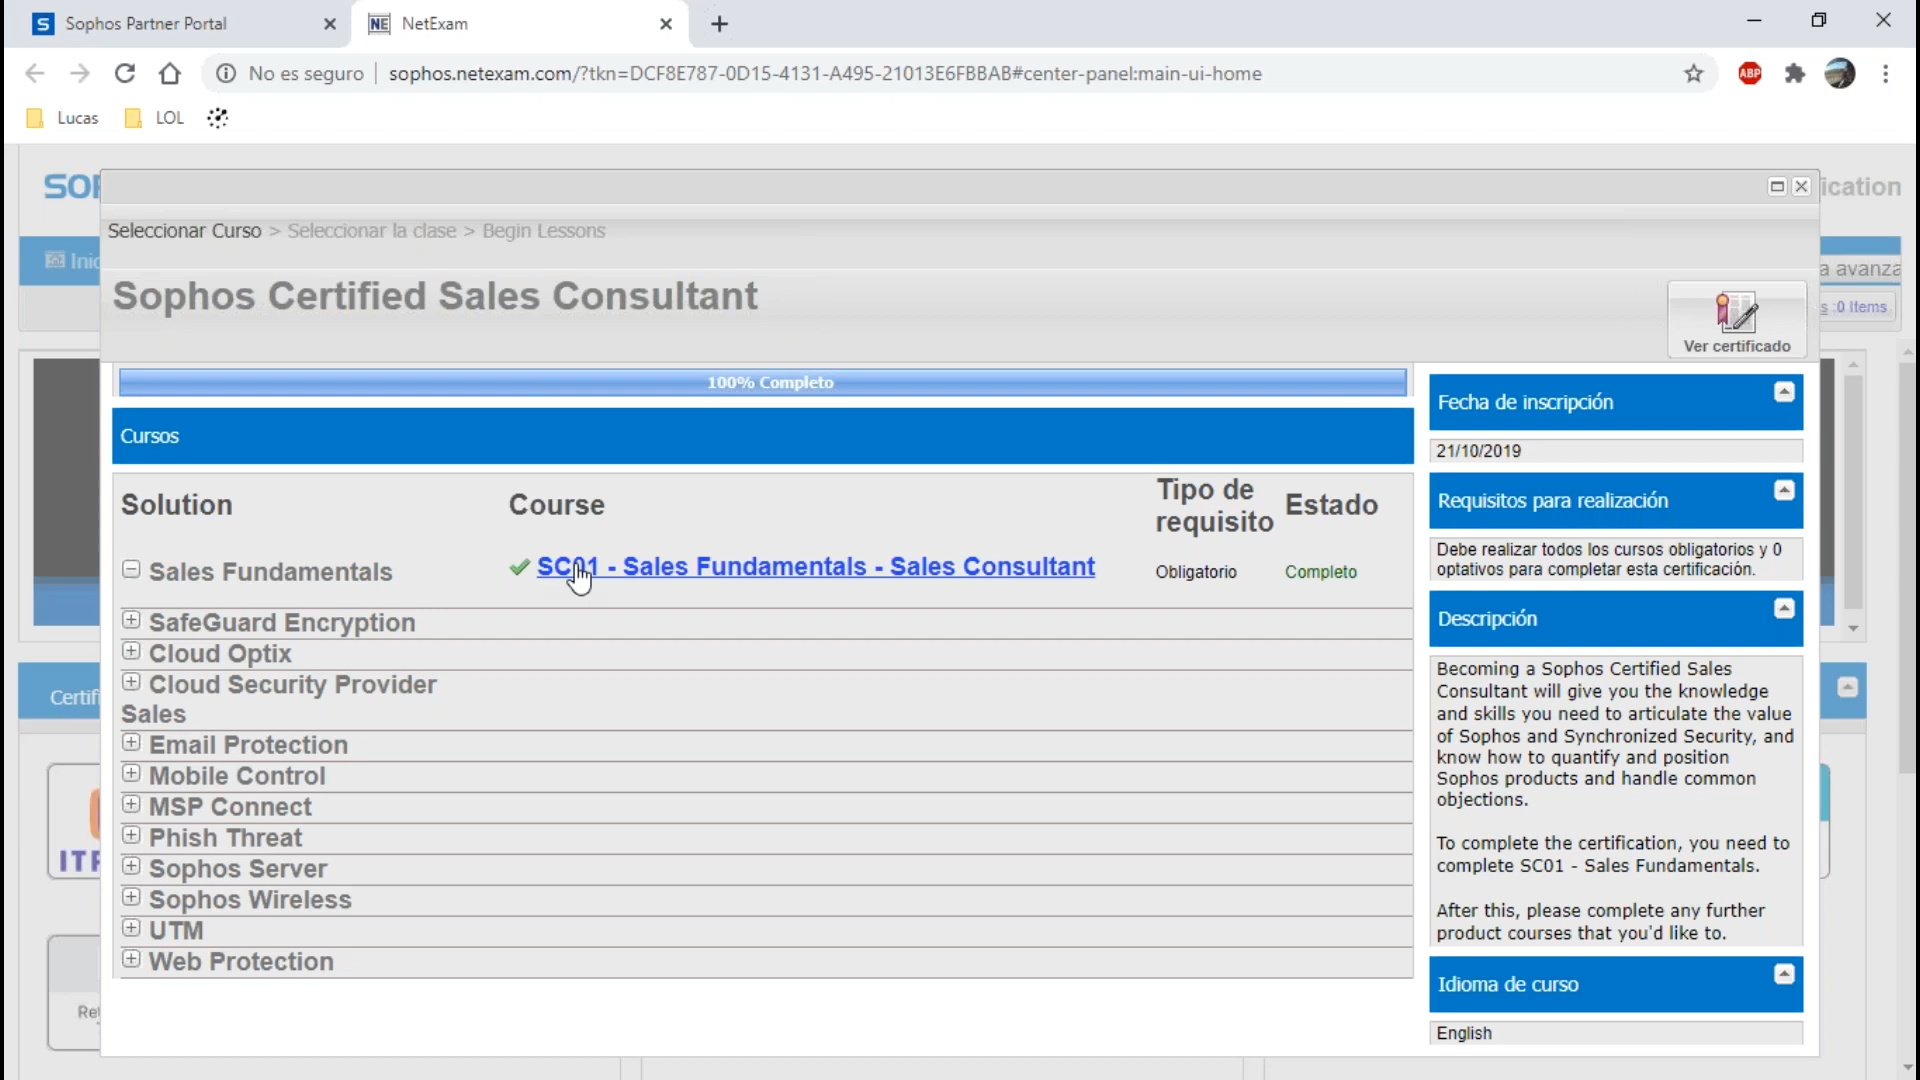 Sophos Partner Portal
NetExam
No es seguro
sophos.netexam.com/?tkn=DCF8E787-0D15-4131-A495-21013E6FBBAB#center-panel:main-ui-home
ABP
Lucas
LOL
Seleccionar Curso > Seleccionar la clase > Begin Lessons
Sophos Certified Sales Consultant
Ver certificado
:0 Items
100% Completo
Cursos
Solution
Course
Tipo de
requisito
Estado
Sales Fundamentals
SC01 - Sales Fundamentals - Sales Consultant
Obligatorio
Completo
SafeGuard Encryption
Cloud Optix
Cloud Security Provider
Sales
Email Protection
Mobile Control
MSP Connect
Phish Threat
Sophos Server
Sophos Wireless
UTM
Web Protection
Fecha de inscripción
21/10/2019
Requisitos para realización
Debe realizar todos los cursos obligatorios y 0
optativos para completar esta certificación.
Descripción
Becoming a Sophos Certified Sales
Consultant will give you the knowledge
and skills you need to articulate the value
of Sophos and Synchronized Security, and
know how to quantify and position
Sophos products and handle common
objections.
To complete the certification, you need to
complete SC01 - Sales Fundamentals.
After this, please complete any further
product courses that you'd like to.
Idioma de curso
English